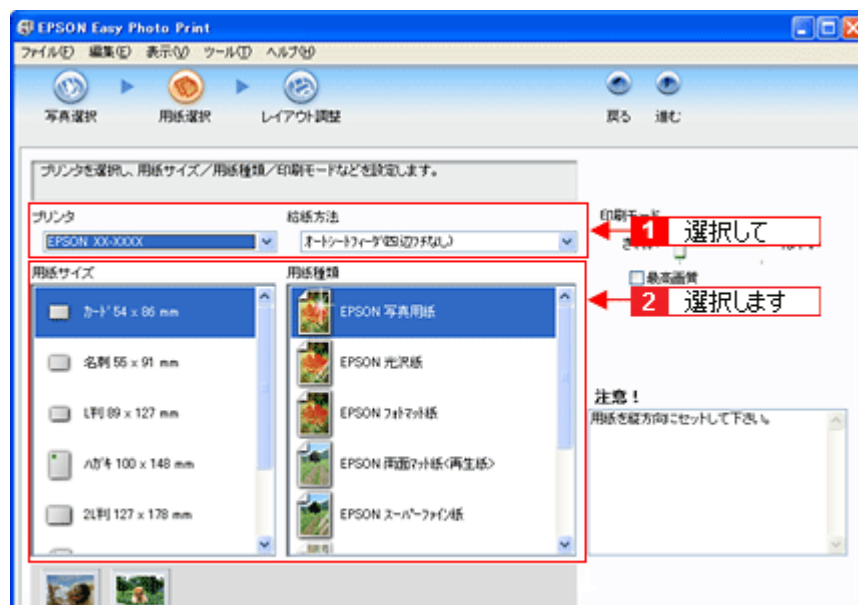 EPSON Easy Photo Print
ファイル(F) 編集(E) 表示(V) ツール(T) ヘルプ(H)
写真選択 用紙選択 レイアウト調整 戻る 進む
プリンタを選択し、用紙サイズ/用紙種類/印刷モードなどを設定します。
プリンタ 給紙方法 印刷モード
EPSON XX-XXXX オートシートフィーダ(四辺フチなし)
1 選択して
用紙サイズ 用紙種類
最高画質
2 選択します
カード 54 x 86 mm EPSON 写真用紙
名刺 55 x 91 mm EPSON 光沢紙
L判 89 x 127 mm EPSON フォトマット紙
ハガキ 100 x 148 mm EPSON 両面マット紙<再生紙>
2L判 127 x 178 mm EPSON スーパーファイン紙
注意!
用紙を縦方向にセットして下さい。